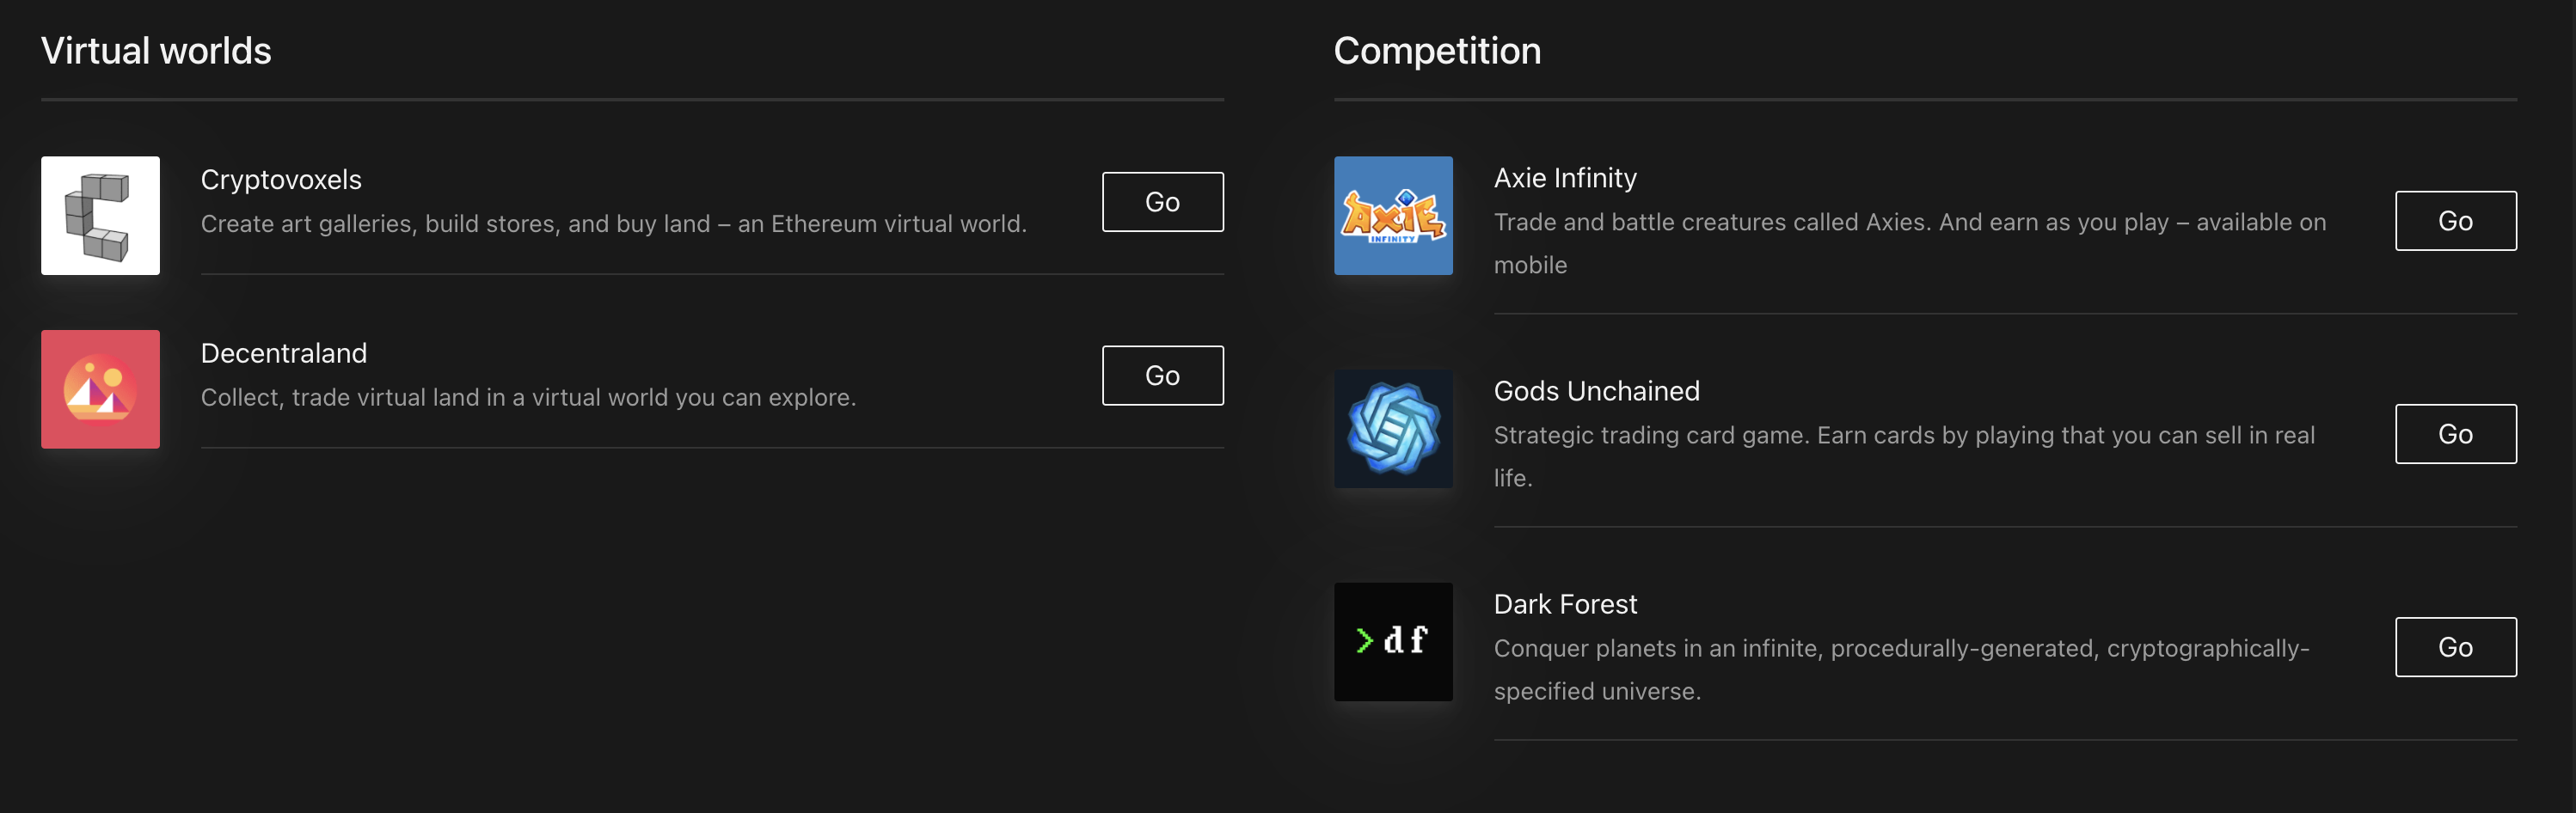 Virtual worlds
Cryptovoxels
Create art galleries, build stores, and buy land – an Ethereum virtual world.
Go
Decentraland
Collect, trade virtual land in a virtual world you can explore.
Go
Competition
AXIE
INFINITY
Axie Infinity
Trade and battle creatures called Axies. And earn as you play – available on
mobile
Go
Gods Unchained
Strategic trading card game. Earn cards by playing that you can sell in real
life.
Go
>df
Dark Forest
Conquer planets in an infinite, procedurally-generated, cryptographically-
specified universe.
Go